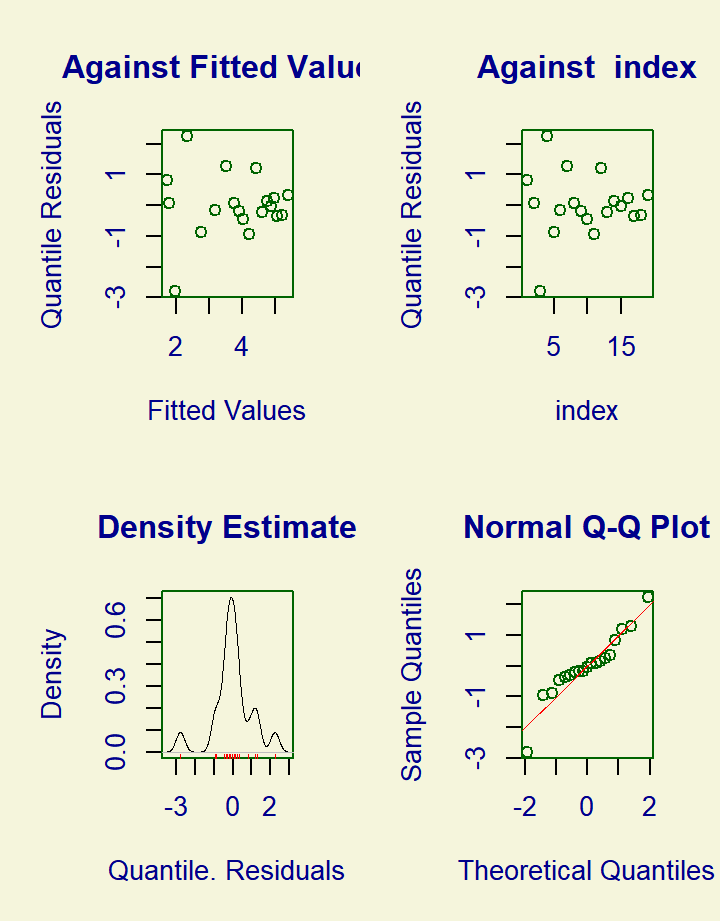 Against Fitted Value
Quantile Residuals
1
-1
-3
2 4
Fitted Values
Against index
Quantile Residuals
1
-1
-3
5 15
index
Density Estimate
Density
0.6
0.3
0.0
-3 0 2
Quantile. Residuals
Normal Q-Q Plot
Sample Quantiles
1
-1
-3
-2 0 2
Theoretical Quantiles